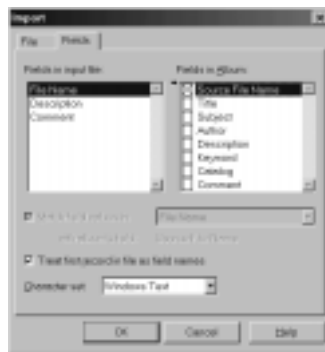 Import
File Fields
Fields in input file: Fields in Album:
File Name Source File Name
Description Title
Comment Subject
Author
Description
Keyword
Catalog
Comment
File Name
Treat first record in file as field names
Character set: Windows Text
OK Cancel Help